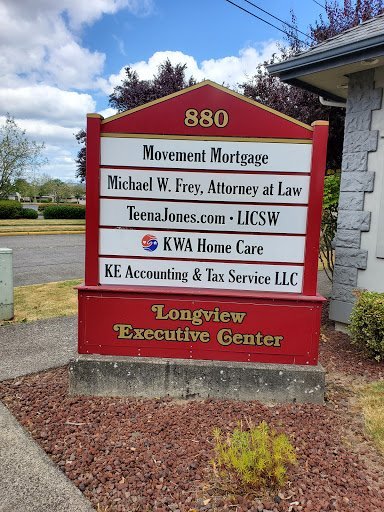 880
Movement Mortgage
Michael W. Frey, Attorney at Law
TeenaJones.com • LICSW
KWA Home Care
KE Accounting & Tax Service LLC
Longview
Executive Center